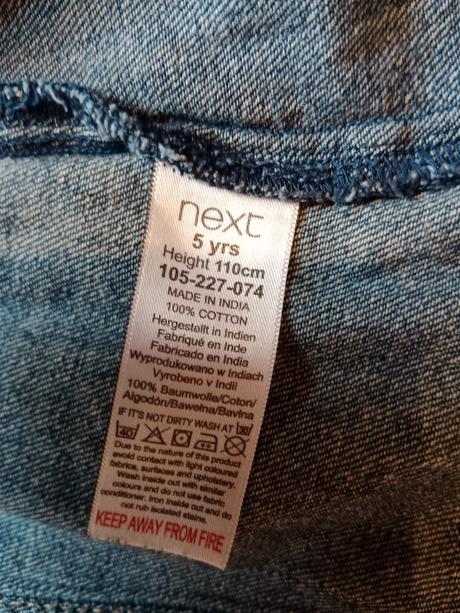 next
5 yrs
Height 110cm
105-227-074
MADE IN INDIA
100% COTTON
Hergestellt in Indien
Fabriqué en Inde
Fabricado en India
Wyprodukowano w Indiach
Vyrobeno v Indii
100% Baumwolle/Coton/
Algodón/Bawełna/Bavlna
IF IT'S NOT DIRTY WASH AT 30
40
Due to the nature of this product
avoid contact with light coloured
fabrics, surfaces and upholstery.
Wash inside out with similar
colours and do not use fabric
conditioner. Iron inside out and do
not rub isolated stains.
KEEP AWAY FROM FIRE